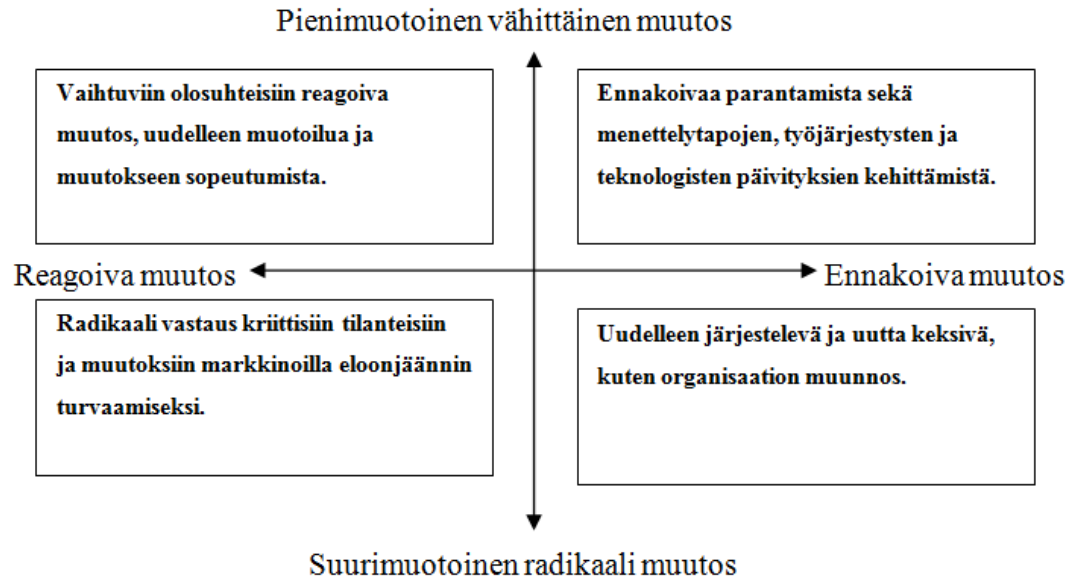 Pienimuotoinen vähittäinen muutos
Vaihtuviin olosuhteisiin reagoiva
muutos, uudelleen muotoilua ja
muutokseen sopeutumista.
Ennakoivaa parantamista sekä
menettelytapojen, työjärjestysten ja
teknologisten päivityksien kehittämistä.
Reagoiva muutos
Ennakoiva muutos
Radikaali vastaus kriittisiin tilanteisiin
ja muutoksiin markkinoilla eloonjäännin
turvaamiseksi.
Uudelleen järjestelevä ja uutta keksivä,
kuten organisaation muunnos.
Suurimuotoinen radikaali muutos